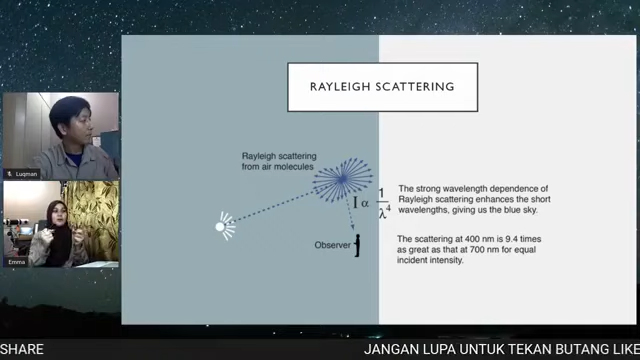 RAYLEIGH SCATTERING
Rayleigh scattering
from air molecules
I α 1/λ⁴
The strong wavelength dependence of
Rayleigh scattering enhances the short
wavelengths, giving us the blue sky.
Observer
The scattering at 400 nm is 9.4 times
as great as that at 700 nm for equal
incident intensity.
Luqman
Emma
SHARE
JANGAN LUPA UNTUK TEKAN BUTANG LIKE